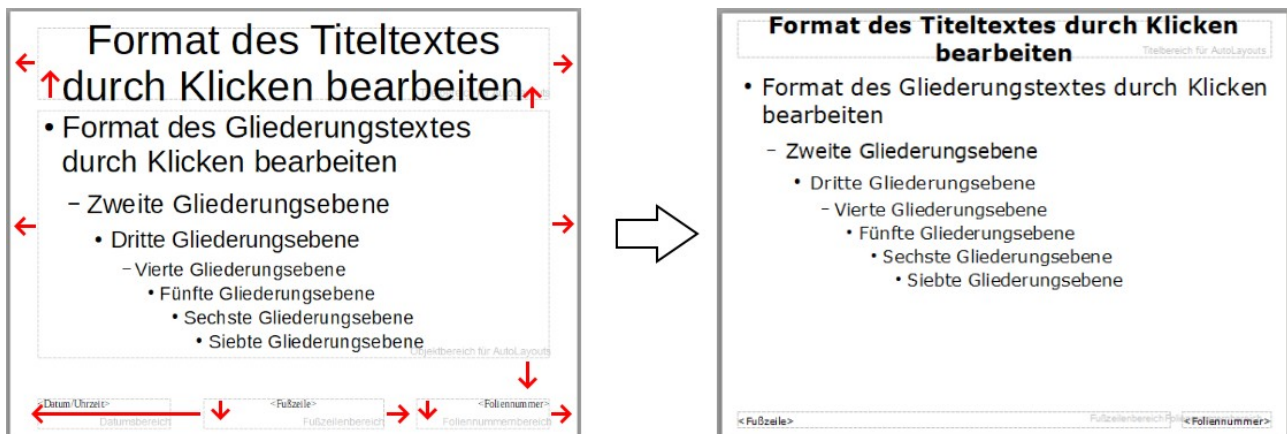 Format des Titeltextes
durch Klicken bearbeiten
• Format des Gliederungstextes
durch Klicken bearbeiten
– Zweite Gliederungsebene
• Dritte Gliederungsebene
– Vierte Gliederungsebene
• Fünfte Gliederungsebene
• Sechste Gliederungsebene
• Siebte Gliederungsebene
Objektbereich für AutoLayouts
<Datum/Uhrzeit>
<Fußzeile>
<Foliennummer>
Datumsbereich
Fußzeilenbereich
Foliennummernbereich
Format des Titeltextes durch Klicken
bearbeiten
Titelbereich für AutoLayouts
• Format des Gliederungstextes durch Klicken
bearbeiten
– Zweite Gliederungsebene
• Dritte Gliederungsebene
– Vierte Gliederungsebene
• Fünfte Gliederungsebene
• Sechste Gliederungsebene
• Siebte Gliederungsebene
<Fußzeile>
Fußzeilenbereich
<Foliennummer>